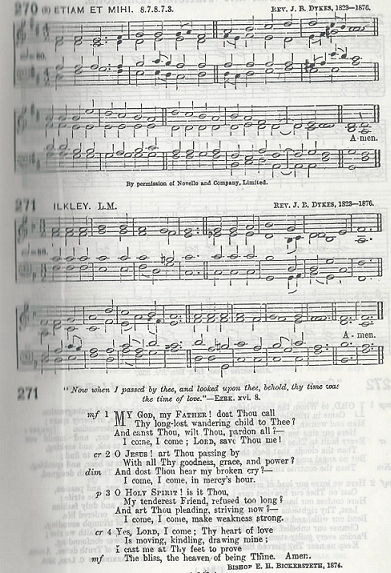 270 ETIAM ET MIHI. 8.7.8.7.3. REV. J. B. DYKES, 1823—1876.
A-men.
By permission of Novello and Company, Limited.
271 ILKLEY. L.M. REV. J. B. DYKES, 1823—1876.
A - men.
271 "Now when I passed by thee, and looked upon thee, behold, thy time was
the time of love."—EZEK. xvi. 8.
mf 1 MY GOD, my FATHER! dost Thou call
Thy long-lost wandering child to Thee?
And canst Thou, wilt Thou, pardon all?—
I come, I come; LORD, save Thou me!
cr 2 O JESUS! art Thou passing by
With all Thy goodness, grace, and power?
dim And dost Thou hear my broken cry?—
I come, I come, in mercy's hour.
p 3 O HOLY SPIRIT! is it Thou,
My tenderest Friend, refused too long?
And art Thou pleading, striving now?—
I come, I come, make weakness strong.
cr 4 Yes, LORD, I come; Thy heart of love
Is moving, kindling, drawing mine;
I cast me at Thy feet to prove
mf The bliss, the heaven of being Thine. Amen.
BISHOP E. H. BICKERSTETH, 1874.